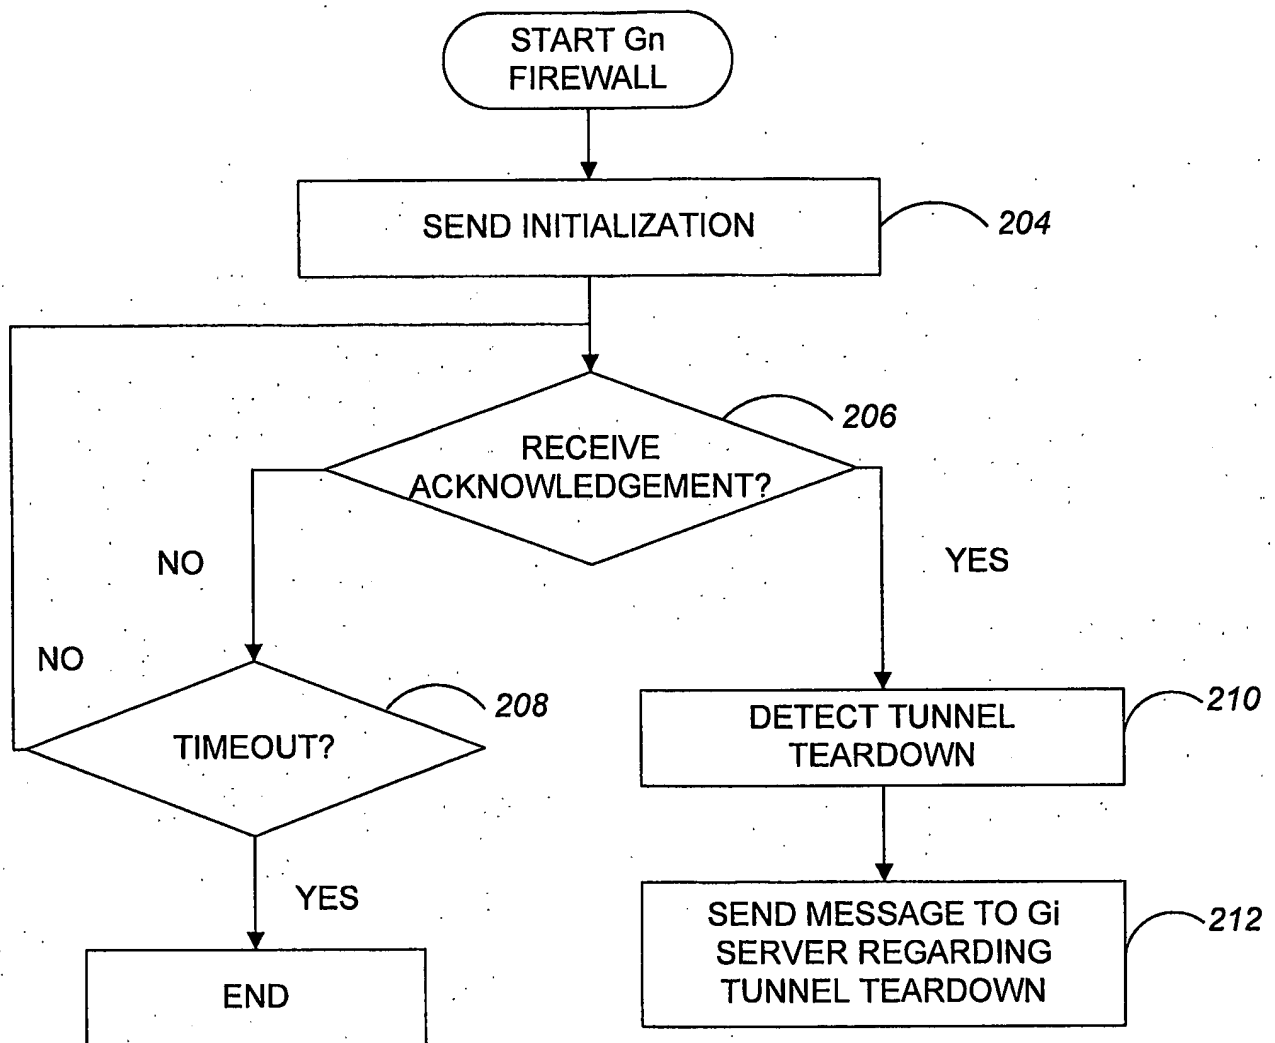 START Gn
FIREWALL
SEND INITIALIZATION
204
206
RECEIVE
ACKNOWLEDGEMENT?
NO
YES
NO
208
TIMEOUT?
210
DETECT TUNNEL
TEARDOWN
YES
SEND MESSAGE TO Gi
SERVER REGARDING
TUNNEL TEARDOWN
212
END